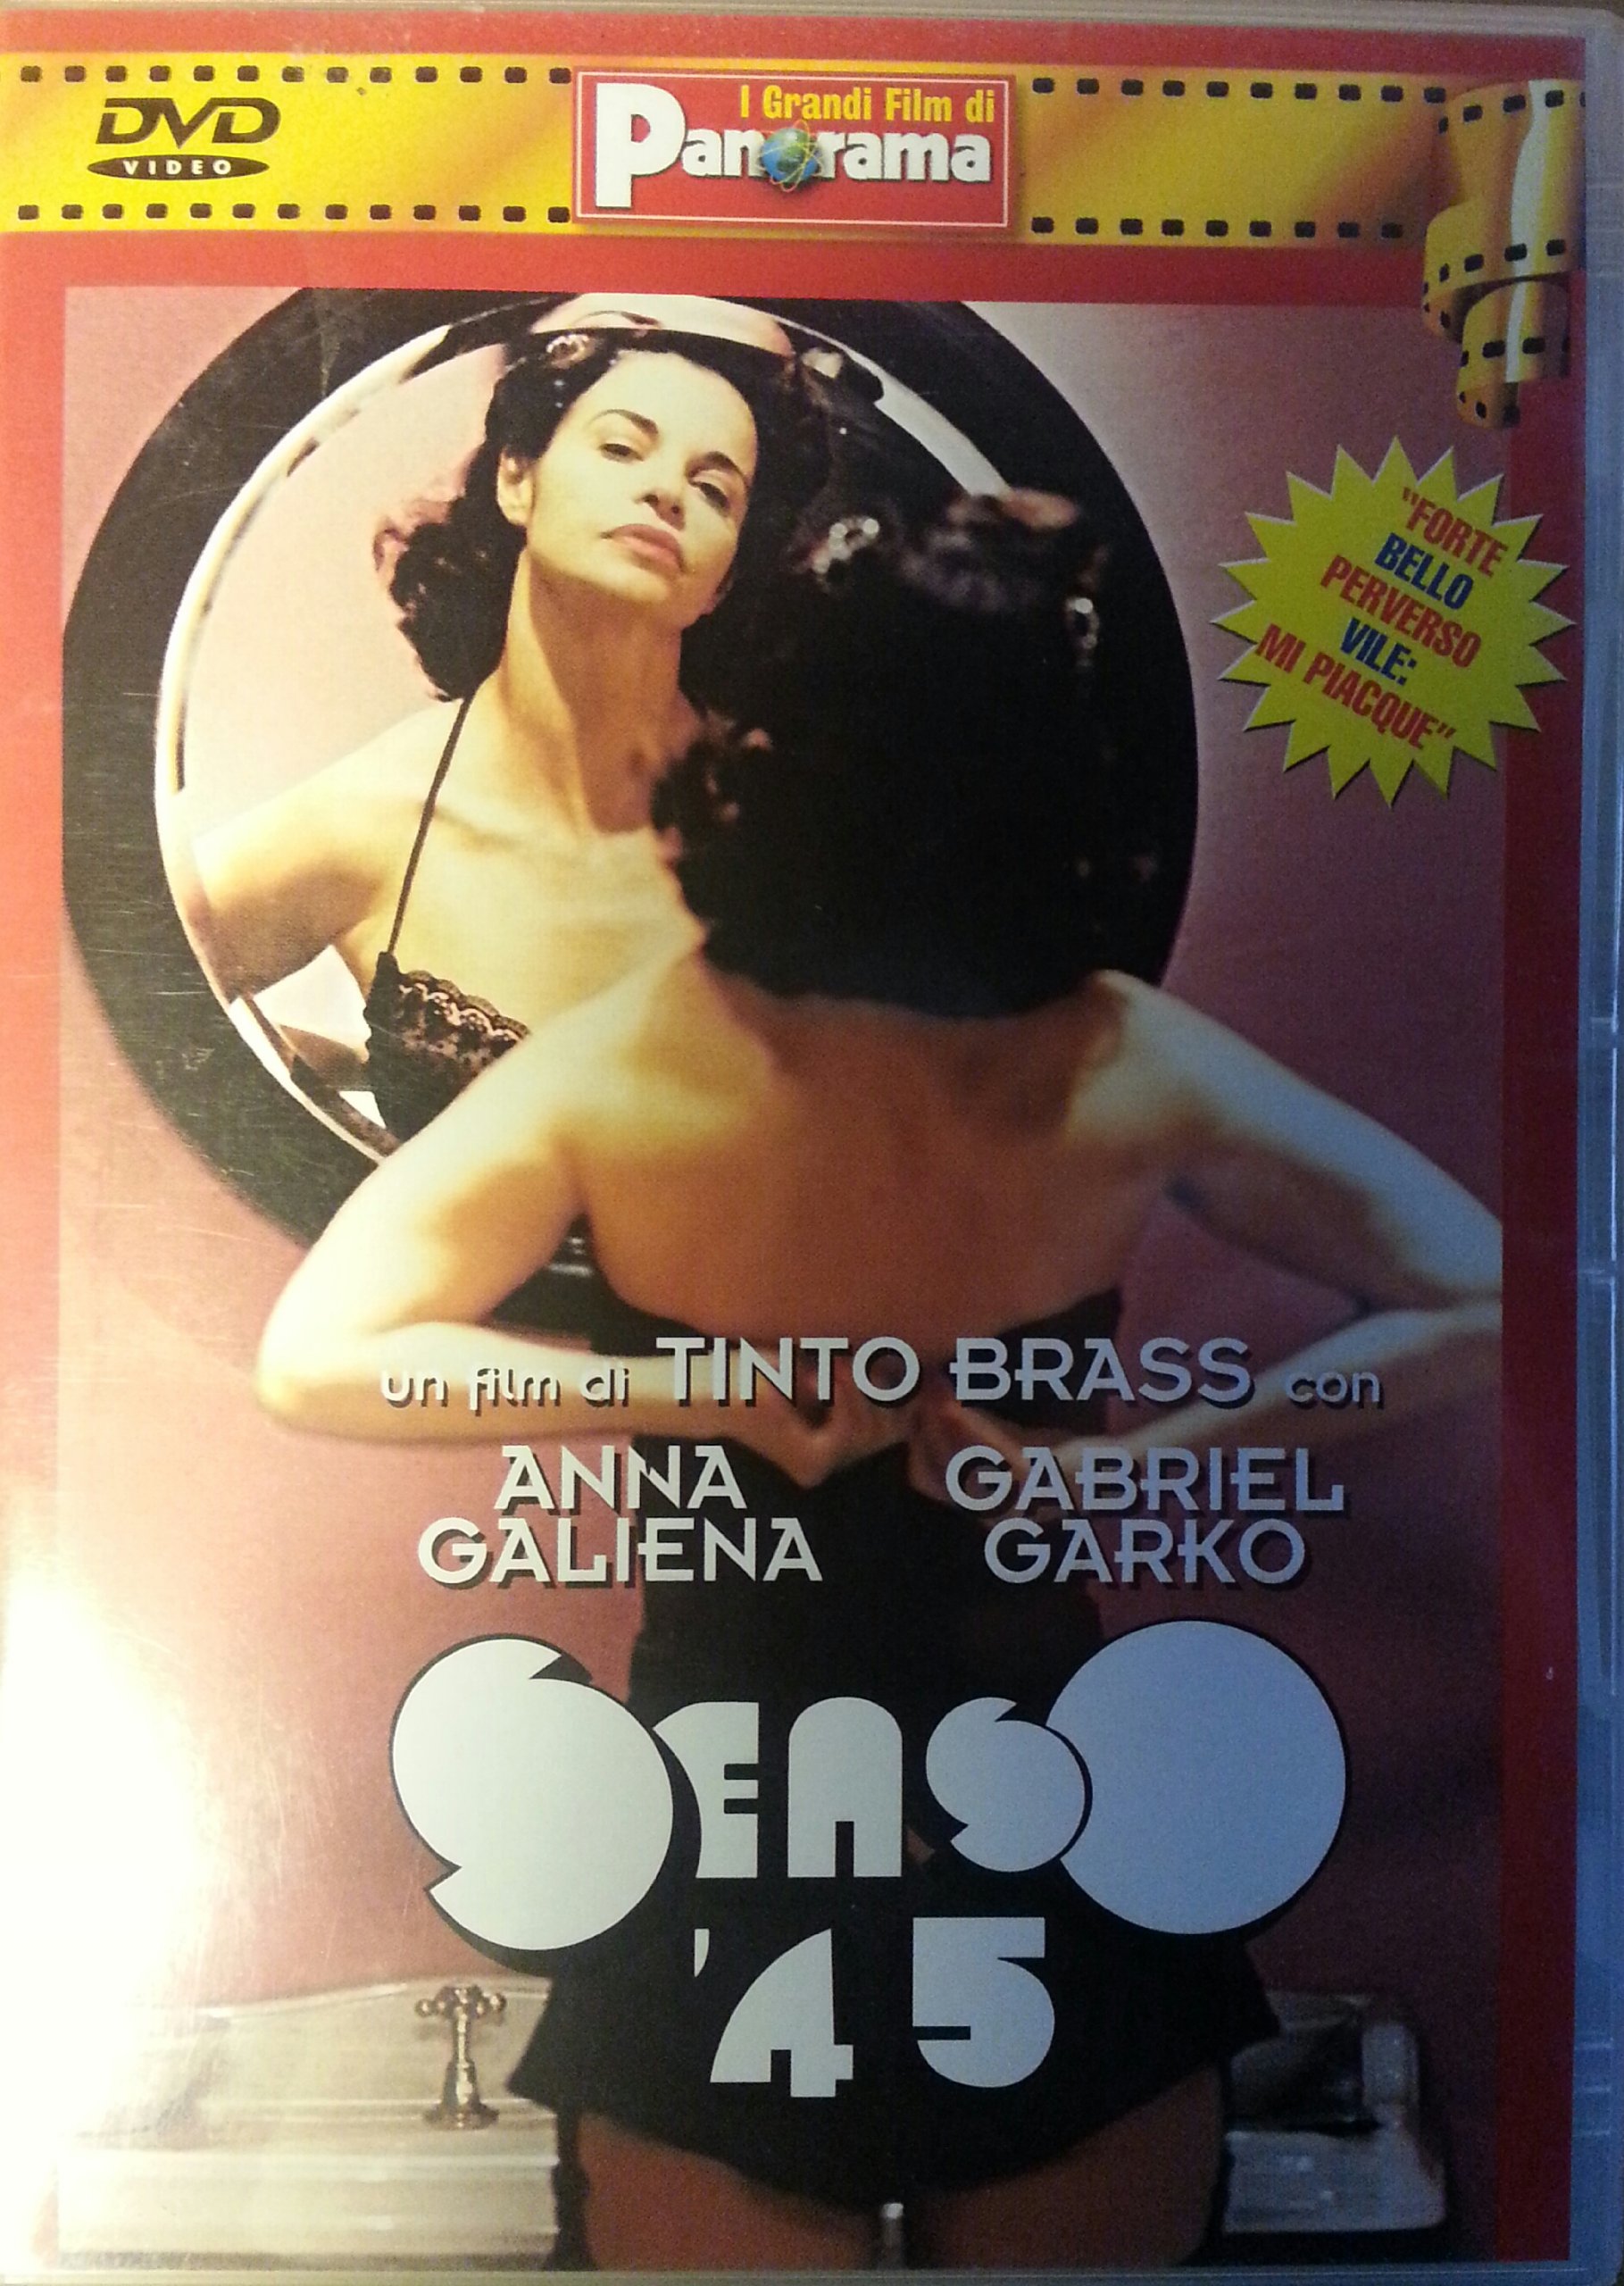 DVD
VIDEO
I Grandi Film di
Panorama
"FORTE
BELLO
PERVERSO
VILE:
MI PIACQUE"
un film di TINTO BRASS con
ANNA
GALIENA
GABRIEL
GARKO
SENSO
'45